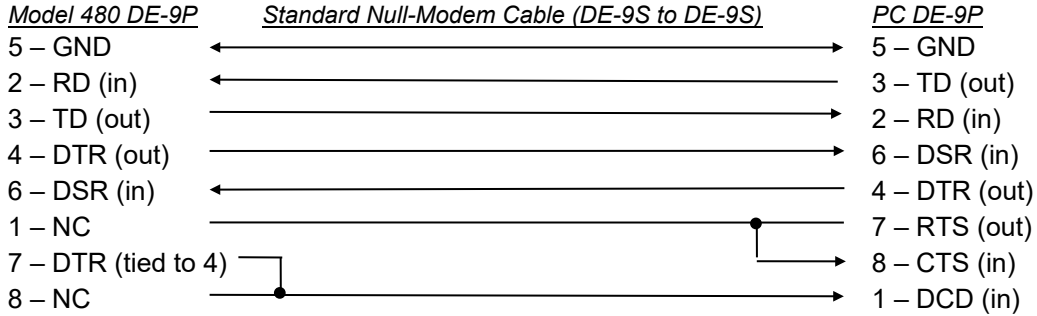 Model 480 DE-9P Standard Null-Modem Cable (DE-9S to DE-9S) PC DE-9P
5 – GND 5 – GND
2 – RD (in) 3 – TD (out)
3 – TD (out) 2 – RD (in)
4 – DTR (out) 6 – DSR (in)
6 – DSR (in) 4 – DTR (out)
1 – NC 7 – RTS (out)
7 – DTR (tied to 4) 8 – CTS (in)
8 – NC 1 – DCD (in)